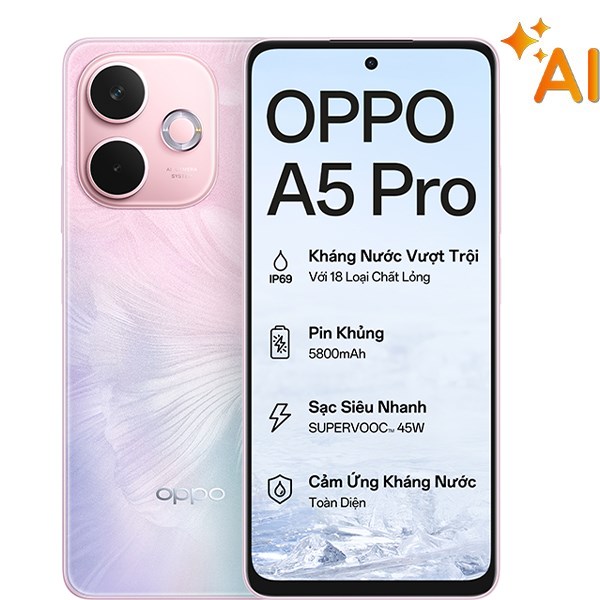 AI
OPPO
A5 Pro
IP69
Kháng Nước Vượt Trội
Với 18 Loại Chất Lỏng
Pin Khủng
5800mAh
Sạc Siêu Nhanh
SUPERVOOC™ 45W
Cảm Ứng Kháng Nước
Toàn Diện
oppo